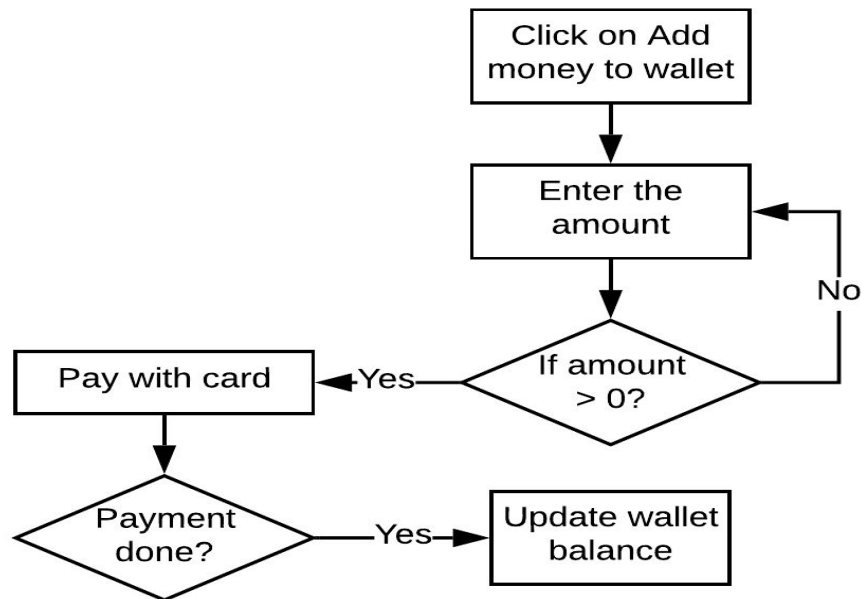 Click on Add
money to wallet
Enter the
amount
No
If amount
> 0?
Yes
Pay with card
Payment
done?
Yes
Update wallet
balance